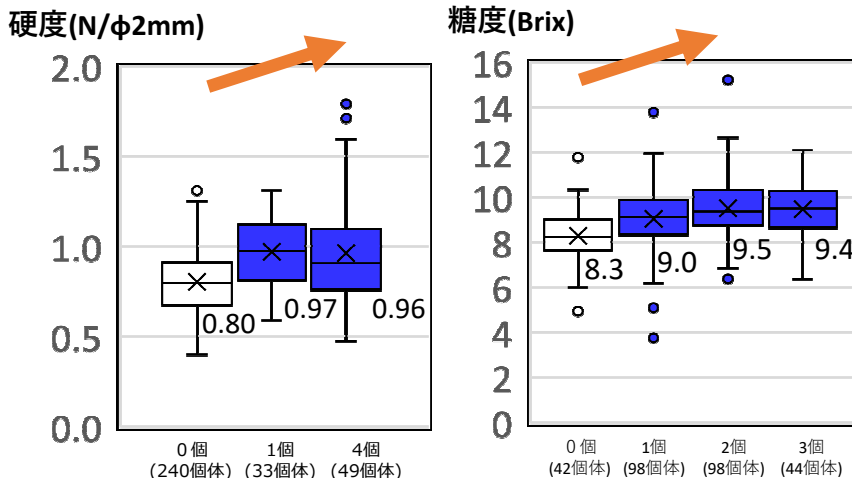 硬度(N/φ2mm)
2.0
1.5
1.0
0.5
0.0
0.80
0.97
0.96
０個
(240個体)
1個
(33個体)
4個
(49個体)
糖度(Brix)
16
14
12
10
8
6
4
2
0
8.3
9.0
9.5
9.4
０個
(42個体)
1個
(98個体)
2個
(98個体)
3個
(44個体)